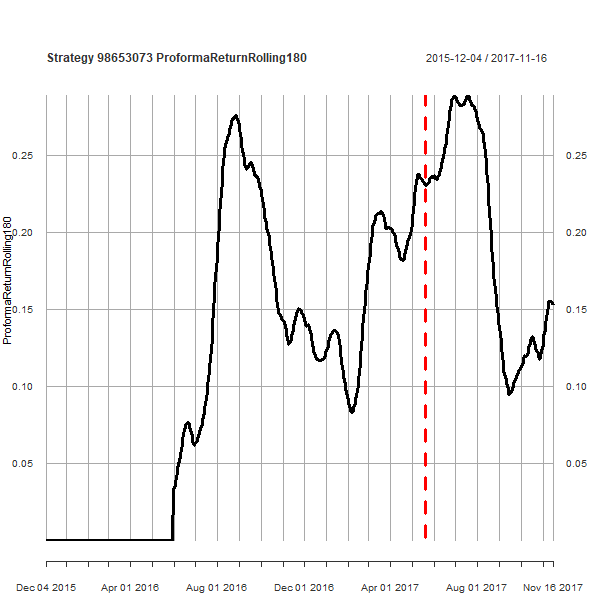 Strategy 98653073 ProformaReturnRolling180
2015-12-04 / 2017-11-16
ProformaReturnRolling180
0.25 0.25
0.20 0.20
0.15 0.15
0.10 0.10
0.05 0.05
Dec 04 2015 Apr 01 2016 Aug 01 2016 Dec 01 2016 Apr 01 2017 Aug 01 2017 Nov 16 2017